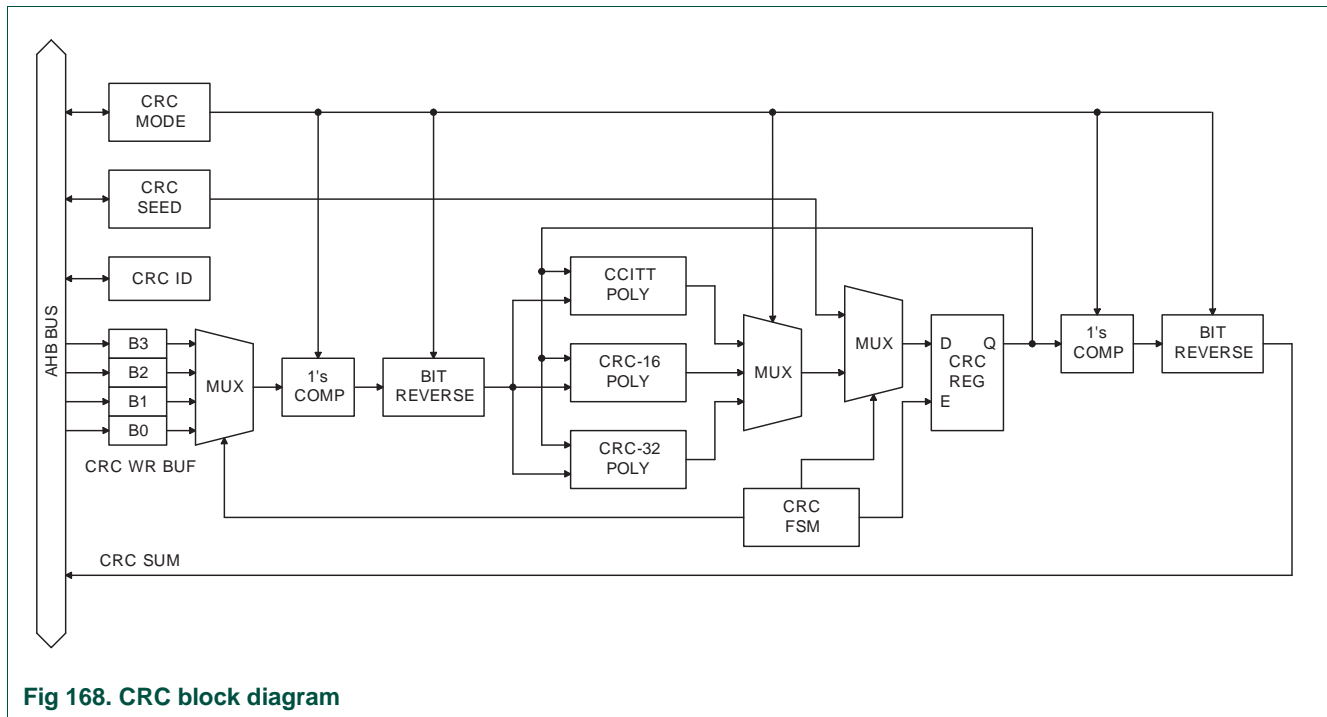 CRC
MODE
CRC
SEED
CRC ID
AHB BUS
B3
B2
B1
B0
CRC WR BUF
MUX
1's
COMP
BIT
REVERSE
CCITT
POLY
CRC-16
POLY
CRC-32
POLY
MUX
MUX
D Q
CRC
REG
E
1's
COMP
BIT
REVERSE
CRC
FSM
CRC SUM
Fig 168. CRC block diagram